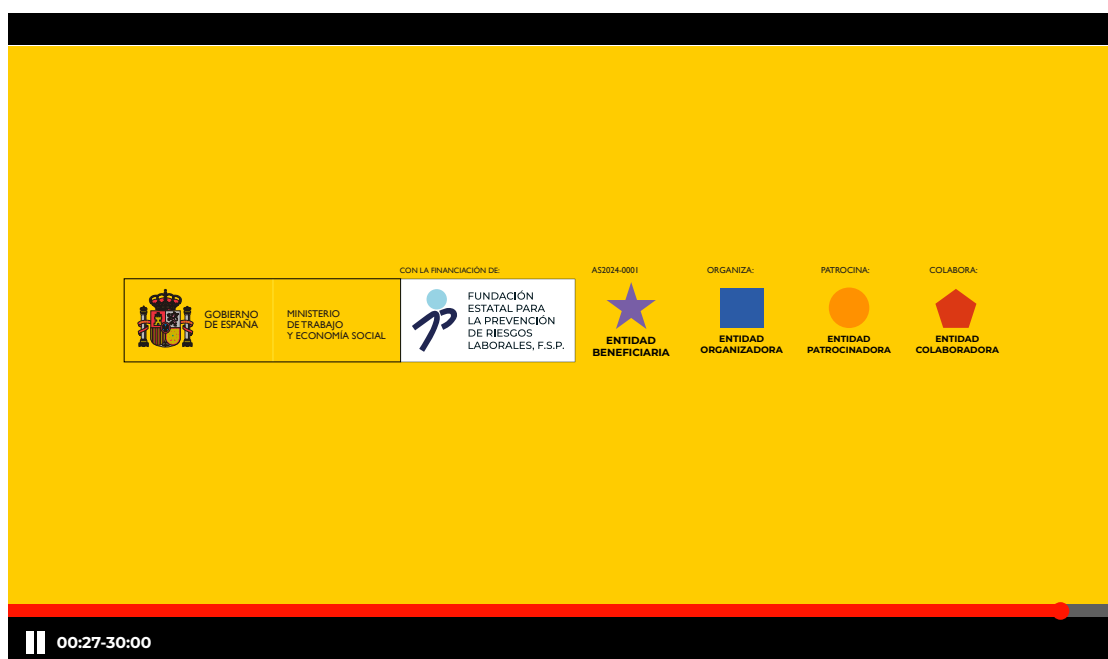 CON LA FINANCIACIÓN DE:
AS2024-0001
ORGANIZA:
PATROCINA:
COLABORA:
GOBIERNO
DE ESPAÑA
MINISTERIO
DE TRABAJO
Y ECONOMÍA SOCIAL
FUNDACIÓN
ESTATAL PARA
LA PREVENCIÓN
DE RIESGOS
LABORALES, F.S.P.
ENTIDAD
BENEFICIARIA
ENTIDAD
ORGANIZADORA
ENTIDAD
PATROCINADORA
ENTIDAD
COLABORADORA
00:27-30:00